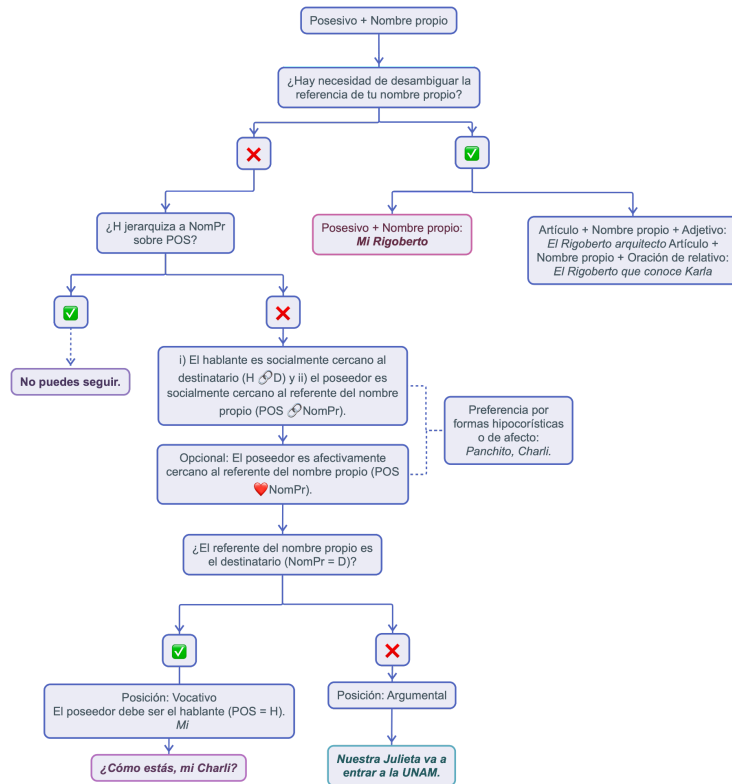 Posesivo + Nombre propio
¿Hay necesidad de desambiguar la
referencia de tu nombre propio?
❌
✅
¿H jerarquiza a NomPr
sobre POS?
Posesivo + Nombre propio:
Mi Rigoberto
Artículo + Nombre propio + Adjetivo:
El Rigoberto arquitecto Artículo +
Nombre propio + Oración de relativo:
El Rigoberto que conoce Karla
✅
❌
No puedes seguir.
i) El hablante es socialmente cercano al
destinatario (H 🔗D) y ii) el poseedor es
socialmente cercano al referente del nombre
propio (POS 🔗NomPr).
Preferencia por
formas hipocorísticas
o de afecto:
Panchito, Charli.
Opcional: El poseedor es afectivamente
cercano al referente del nombre propio (POS
❤️NomPr).
¿El referente del nombre propio es
el destinatario (NomPr = D)?
✅
❌
Posición: Vocativo
El poseedor debe ser el hablante (POS = H).
Mi
Posición: Argumental
¿Cómo estás, mi Charli?
Nuestra Julieta va a
entrar a la UNAM.